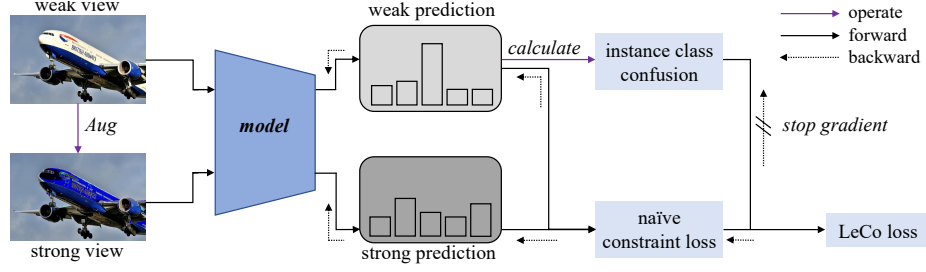 weak view
weak prediction
operate
forward
backward
calculate
instance class
confusion
Aug
model
stop gradient
strong view
strong prediction
naïve
constraint loss
LeCo loss